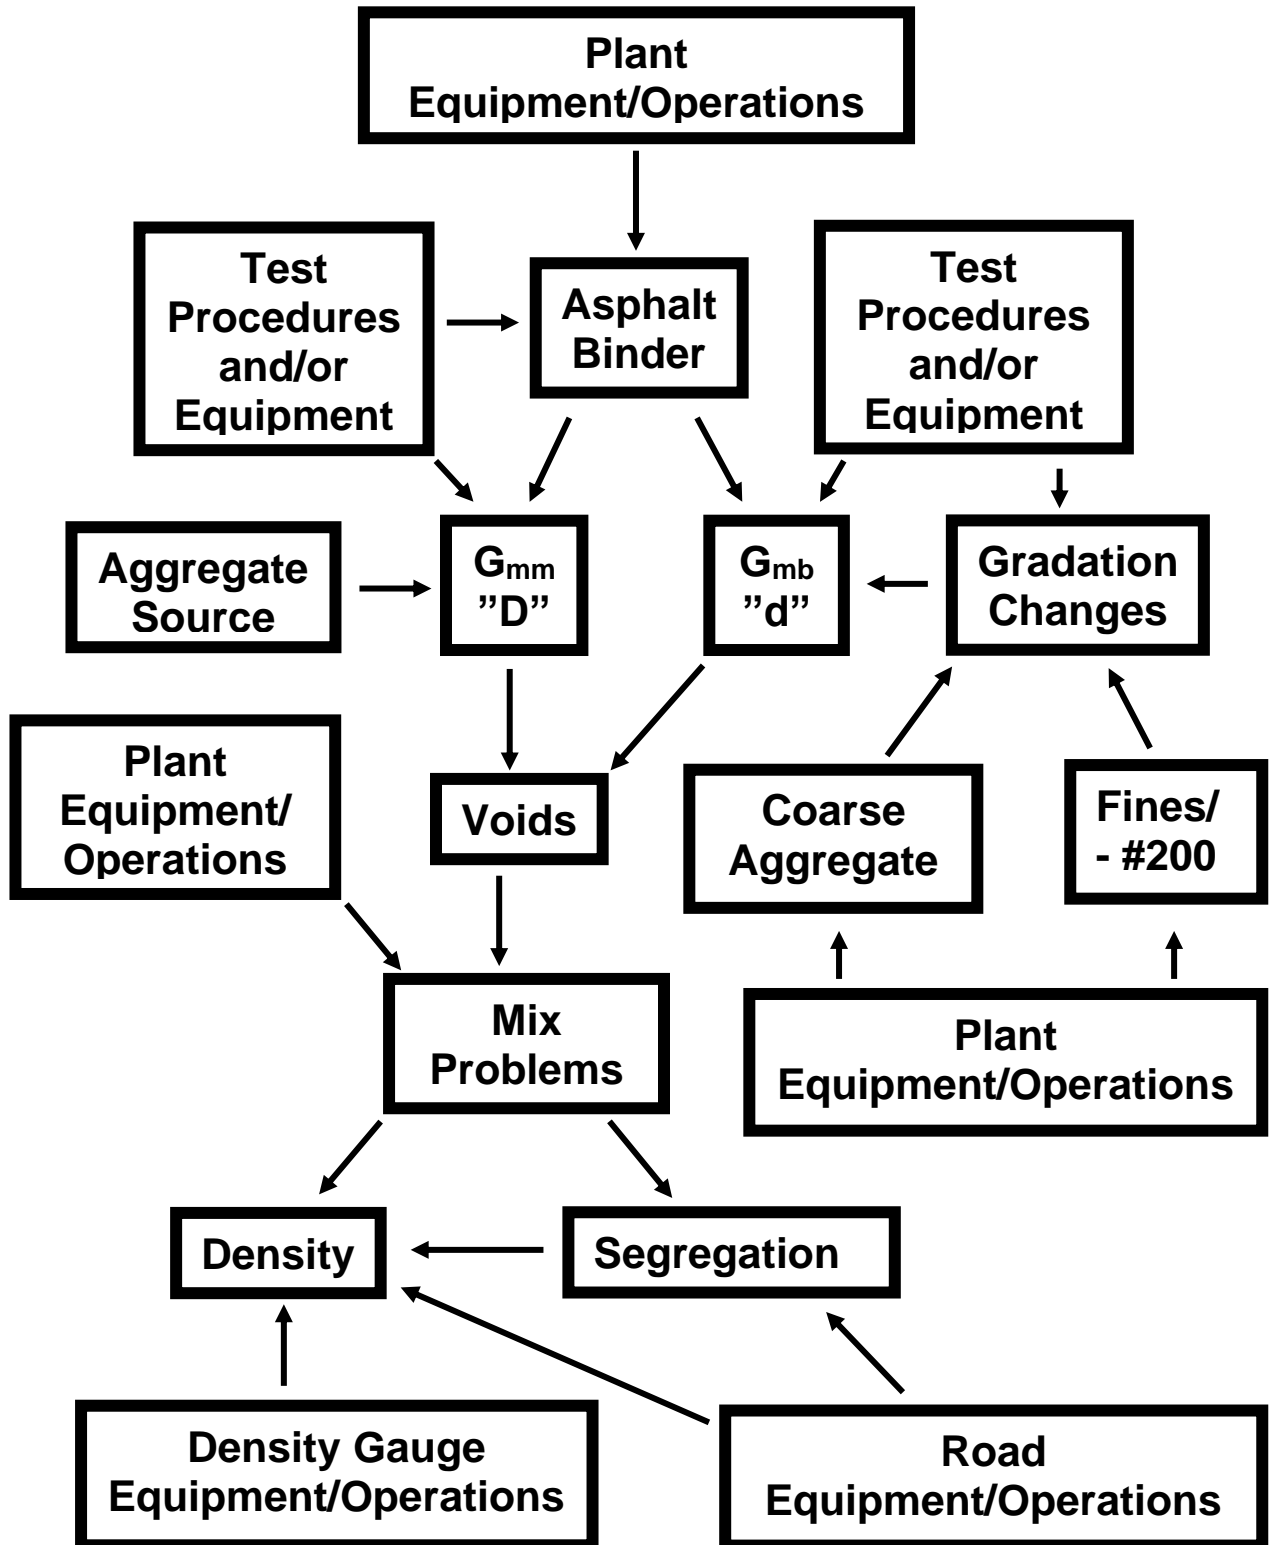 Plant
Equipment/Operations
Test
Procedures
and/or
Equipment
Asphalt
Binder
Test
Procedures
and/or
Equipment
Aggregate
Source
Gmm
”D”
Gmb
”d”
Gradation
Changes
Plant
Equipment/
Operations
Voids
Coarse
Aggregate
Fines/
- #200
Mix
Problems
Plant
Equipment/Operations
Density
Segregation
Density Gauge
Equipment/Operations
Road
Equipment/Operations